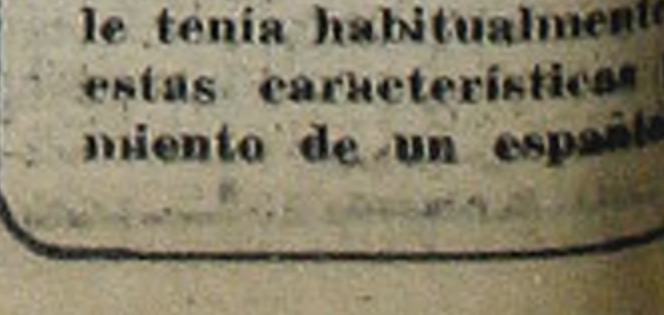 le tenía habitualmente
estas características
miento de un español